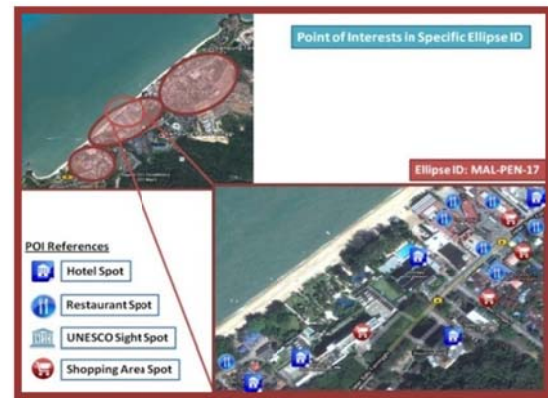 Point of Interests in Specific Ellipse ID
Ellipse ID: MAL-PEN-17
POI References
Hotel Spot
Restaurant Spot
UNESCO Sight Spot
Shopping Area Spot